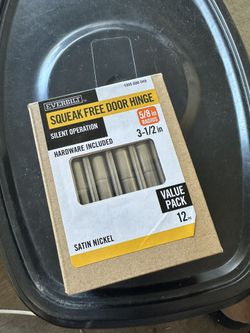 EVERBILT
SQUEAK FREE DOOR HINGE
SILENT OPERATION
5/8 in
RADIUS
HARDWARE INCLUDED
3-1/2 in
VALUE
PACK
12
SATIN NICKEL